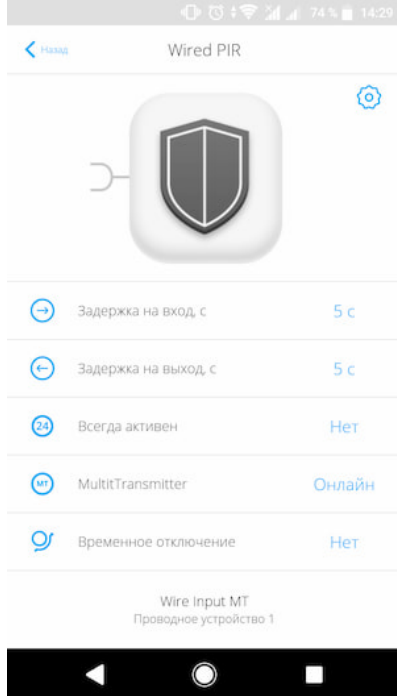 74 % 14:29
Назад Wired PIR
Задержка на вход, с 5 с
Задержка на выход, с 5 с
24 Всегда активен Нет
MT MultitTransmitter Онлайн
Временное отключение Нет
Wire Input MT
Проводное устройство 1